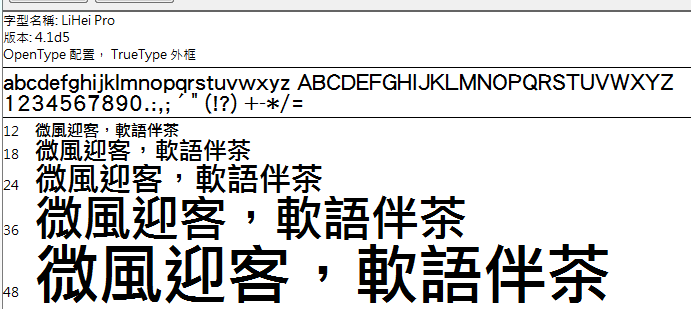 字型名稱: LiHei Pro
版本: 4.1d5
OpenType 配置， TrueType 外框
abcdefghijklmnopqrstuvwxyz ABCDEFGHIJKLMNOPQRSTUVWXYZ
1234567890.:,; ´ " (!?) +-*/=
12 微風迎客，軟語伴茶
18 微風迎客，軟語伴茶
24 微風迎客，軟語伴茶
36 微風迎客，軟語伴茶
48 微風迎客，軟語伴茶